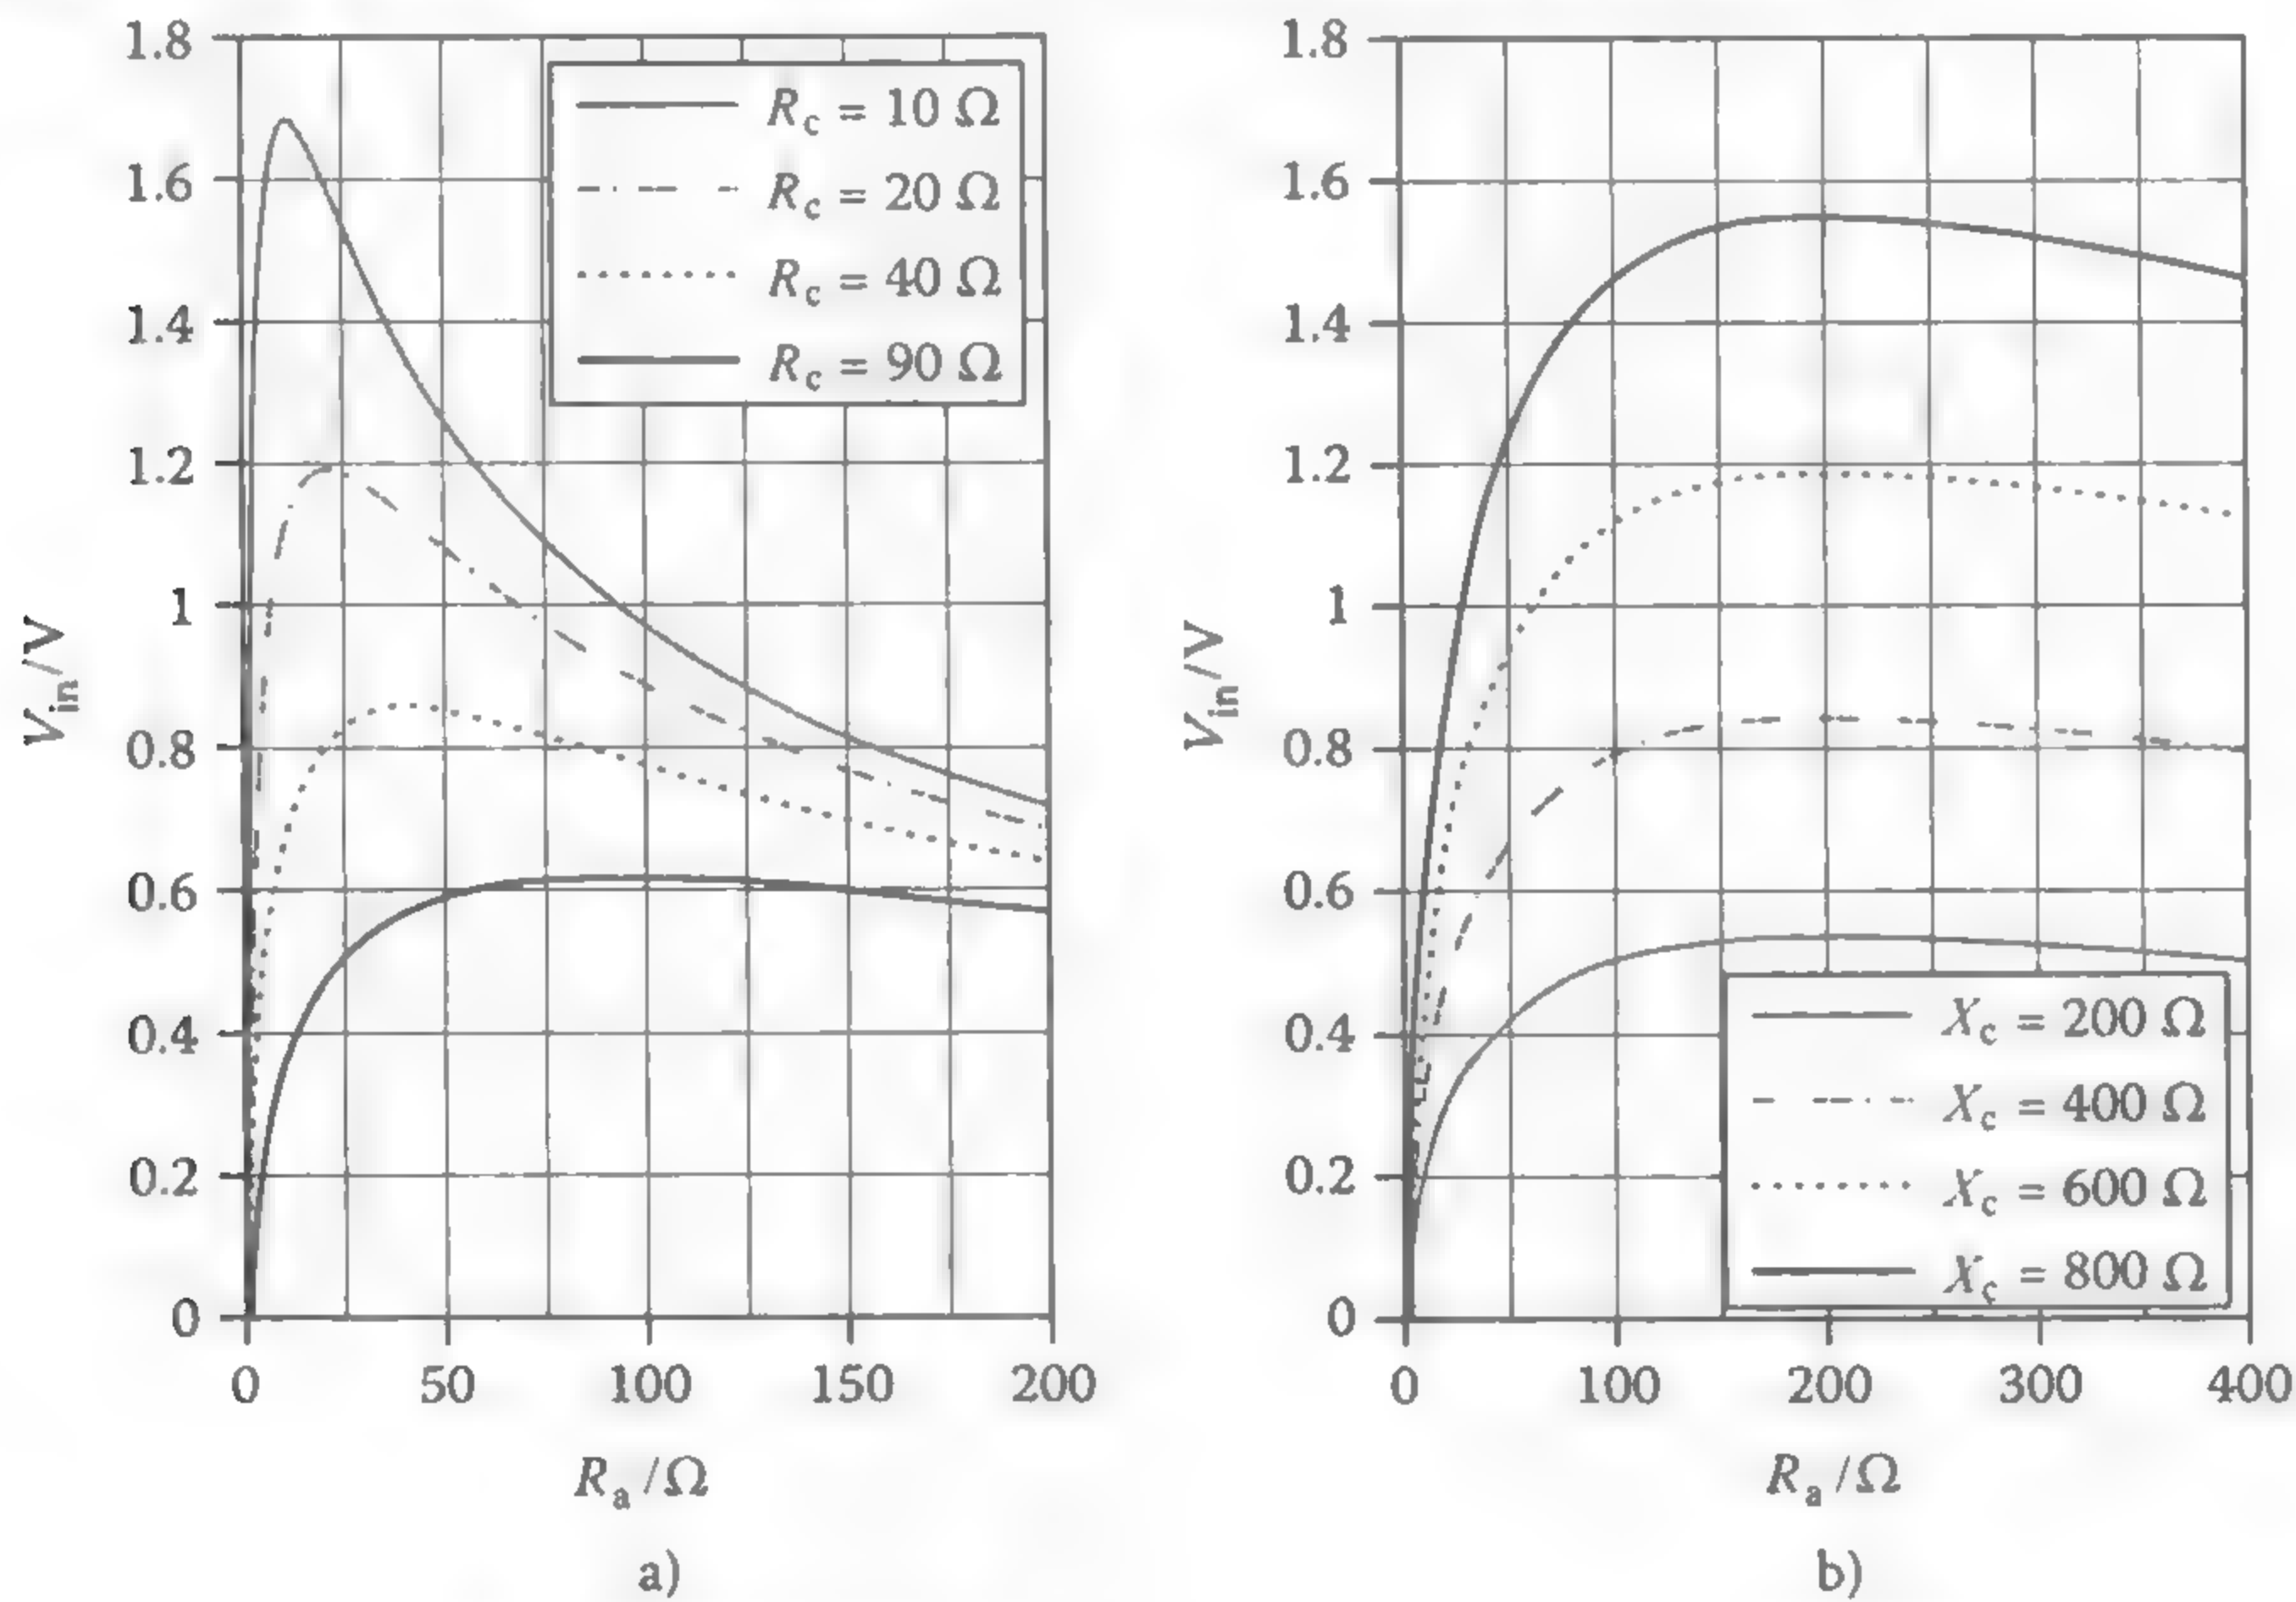 1.8
1.6
1.4
1.2
1
0.8
0.6
0.4
0.2
0
V_in/V
R_c = 10 Ω
R_c = 20 Ω
R_c = 40 Ω
R_c = 90 Ω
0 50 100 150 200
R_a/Ω
a)
1.8
1.6
1.4
1.2
1
0.8
0.6
0.4
0.2
0
V_in/V
X_c = 200 Ω
X_c = 400 Ω
X_c = 600 Ω
X_c = 800 Ω
0 100 200 300 400
R_a/Ω
b)